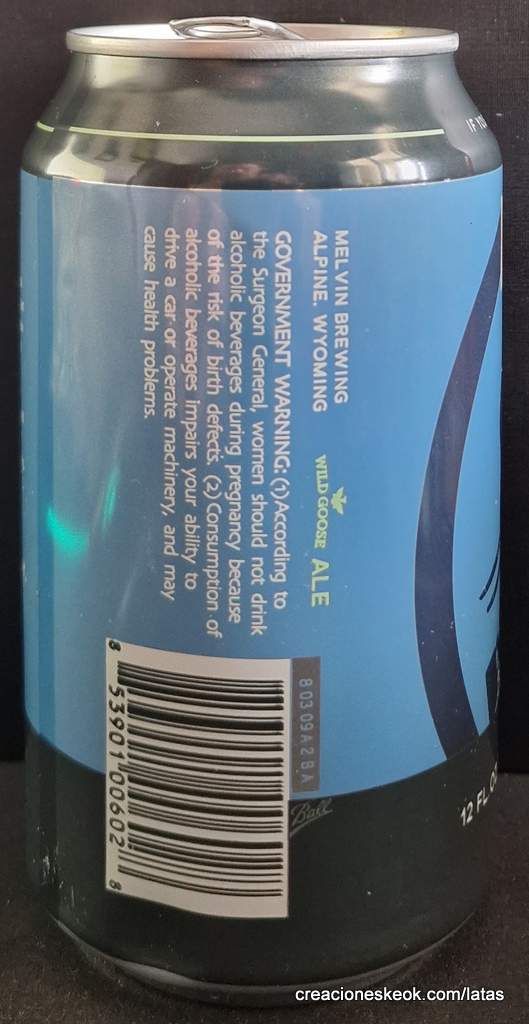 IF YO
MELVIN BREWING
ALPINE, WYOMING
WILD GOOSE ALE
GOVERNMENT WARNING: (1) According to
the Surgeon General, women should not drink
alcoholic beverages during pregnancy because
of the risk of birth defects. (2) Consumption of
alcoholic beverages impairs your ability to
drive a car or operate machinery, and may
cause health problems.
80309A2BA
8 53901 00602 8
Ball
12 FL O
creacioneskeok.com/latas